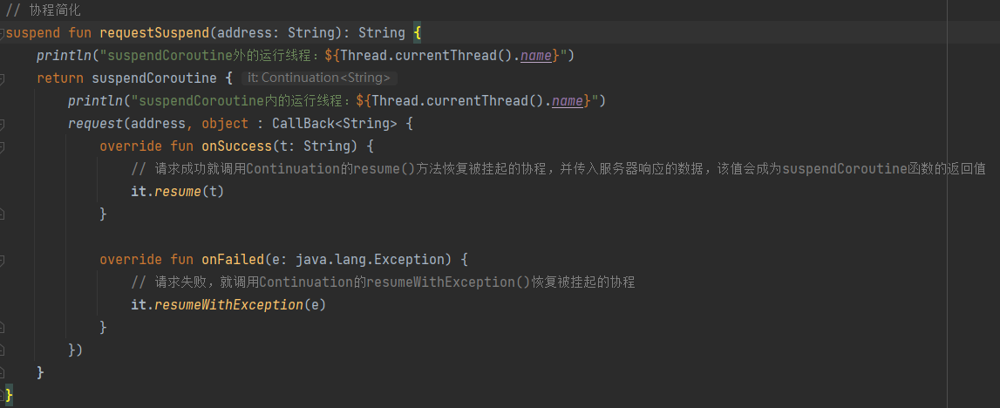 // 协程简化
suspend fun requestSuspend(address: String): String {
    println("suspendCoroutine外的运行线程：${Thread.currentThread().name}")
    return suspendCoroutine { it: Continuation<String>
        println("suspendCoroutine内的运行线程：${Thread.currentThread().name}")
        request(address, object : CallBack<String> {
            override fun onSuccess(t: String) {
                // 请求成功就调用Continuation的resume()方法恢复被挂起的协程，并传入服务器响应的数据，该值会成为suspendCoroutine函数的返回值
                it.resume(t)
            }
            override fun onFailed(e: java.lang.Exception) {
                // 请求失败，就调用Continuation的resumeWithException()恢复被挂起的协程
                it.resumeWithException(e)
            }
        })
    }
}